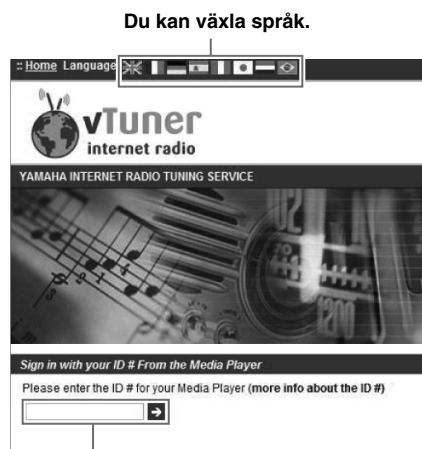 Du kan växla språk.
:: Home Language
vTuner
internet radio
YAMAHA INTERNET RADIO TUNING SERVICE
Sign in with your ID # From the Media Player
Please enter the ID # for your Media Player (more info about the ID #)